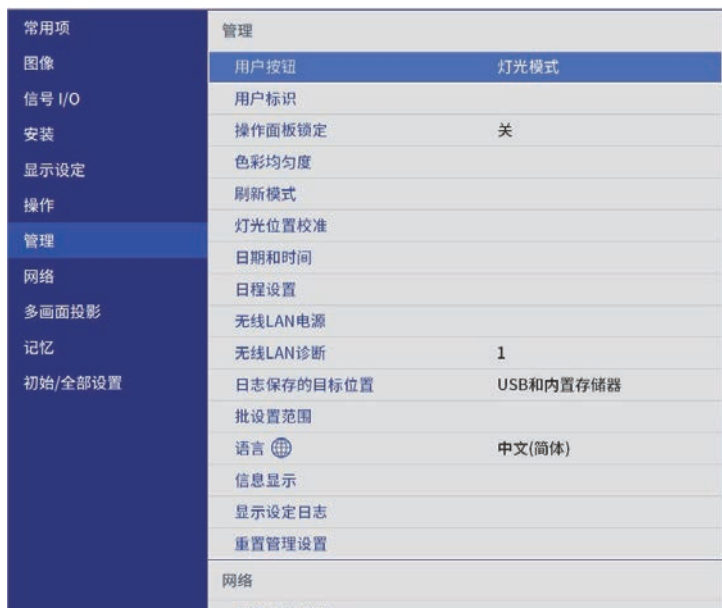 常用项
图像
信号 I/O
安装
显示设定
操作
管理
网络
多画面投影
记忆
初始/全部设置
管理
用户按钮 灯光模式
用户标识
操作面板锁定 关
色彩均匀度
刷新模式
灯光位置校准
日期和时间
日程设置
无线LAN电源
无线LAN诊断 1
日志保存的目标位置 USB和内置存储器
批设置范围
语言 中文(简体)
信息显示
显示设定日志
重置管理设置
网络